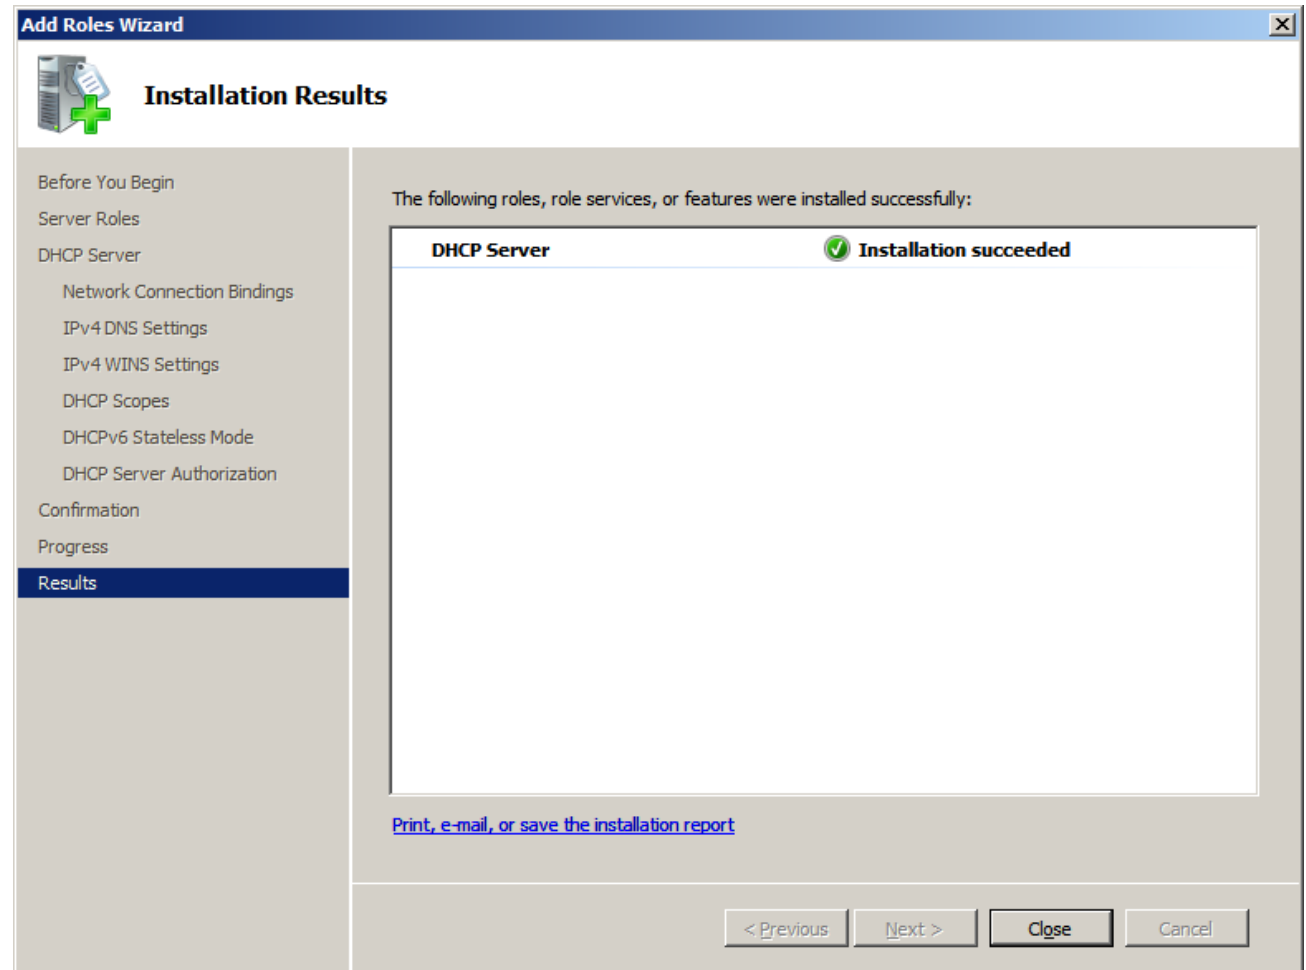 Add Roles Wizard
Installation Results
Before You Begin
Server Roles
DHCP Server
Network Connection Bindings
IPv4 DNS Settings
IPv4 WINS Settings
DHCP Scopes
DHCPv6 Stateless Mode
DHCP Server Authorization
Confirmation
Progress
Results
The following roles, role services, or features were installed successfully:
DHCP Server Installation succeeded
Print, e-mail, or save the installation report
< Previous Next > Close Cancel